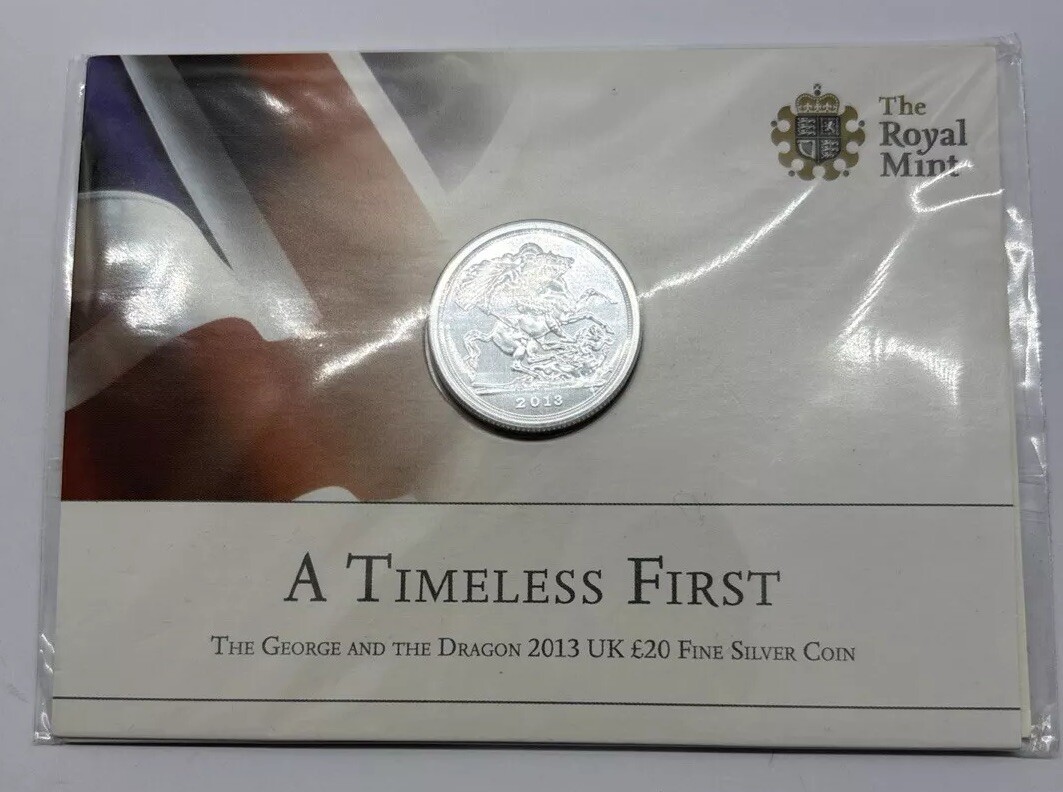 The
Royal
Mint
2013
A TIMELESS FIRST
THE GEORGE AND THE DRAGON 2013 UK £20 FINE SILVER COIN